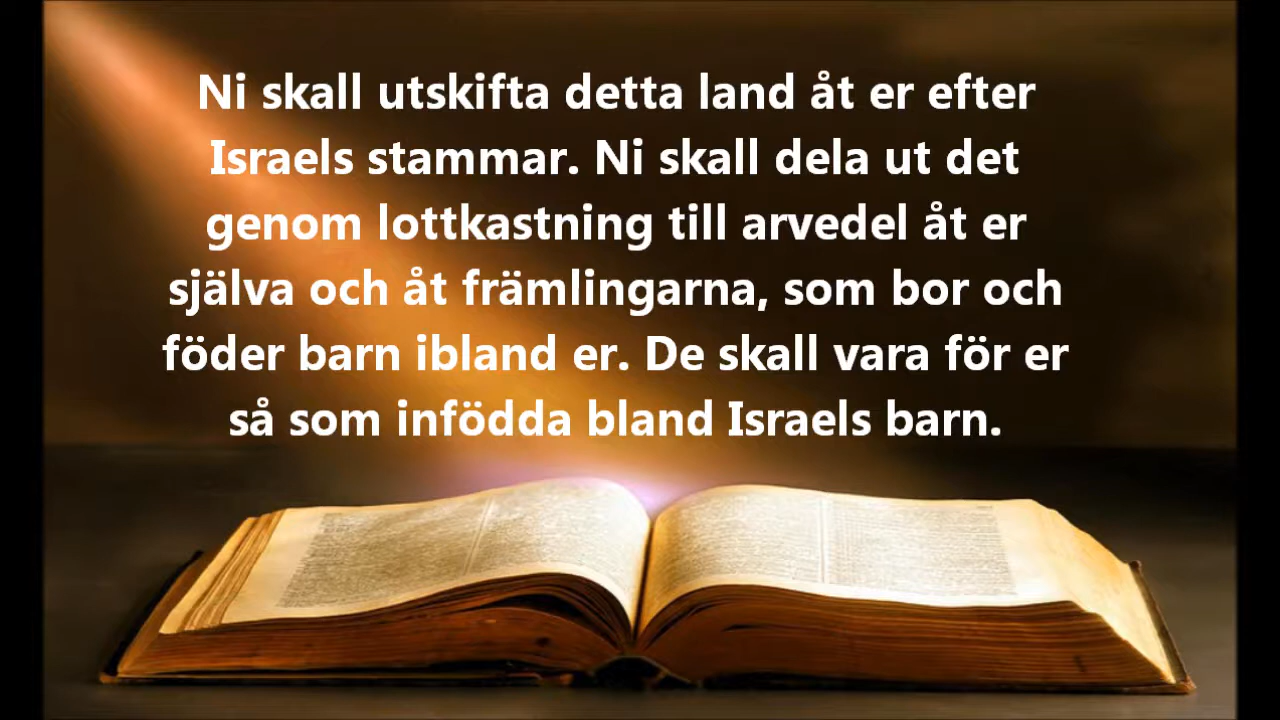 Ni skall utskifta detta land åt er efter
Israels stammar. Ni skall dela ut det
genom lottkastning till arvedel åt er
själva och åt främlingarna, som bor och
föder barn ibland er. De skall vara för er
så som infödda bland Israels barn.